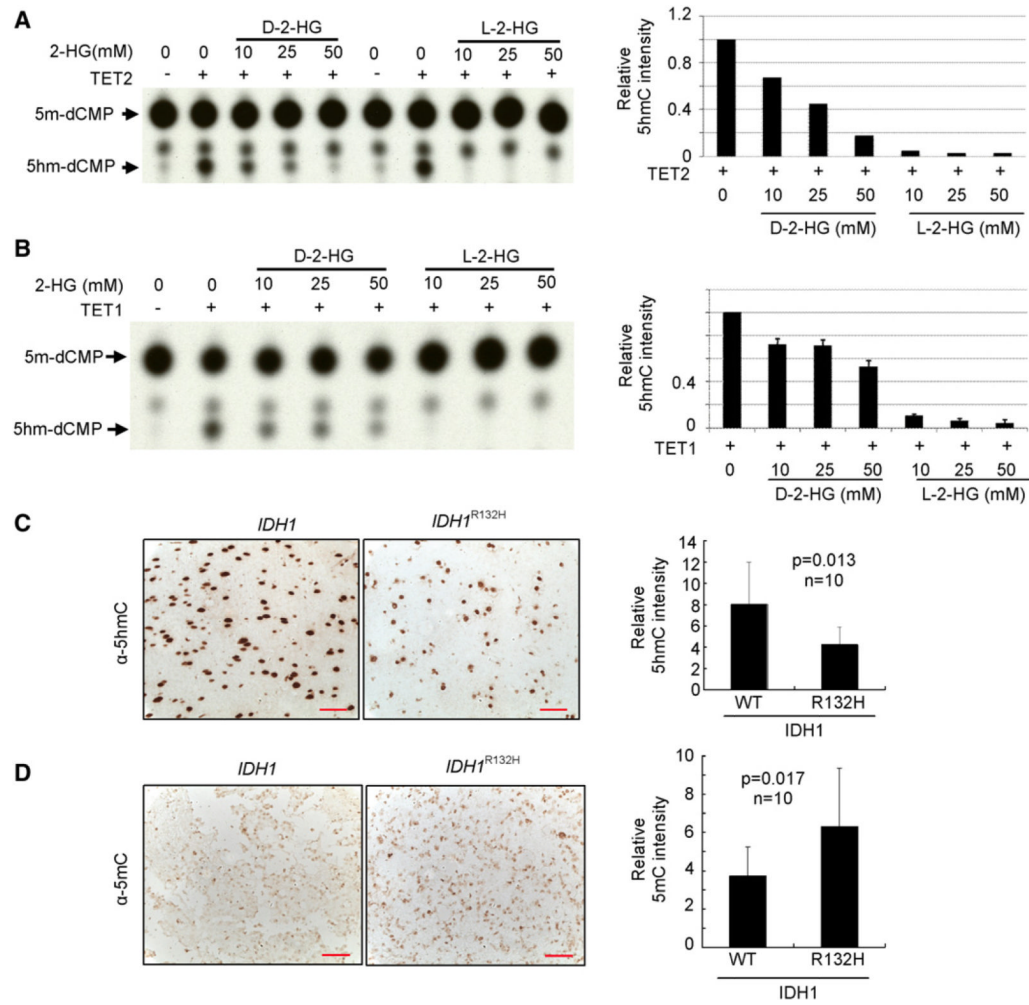 A
D-2-HG L-2-HG
2-HG(mM) 0 0 10 25 50 0 0 10 25 50
TET2 - + + + + - + + + +
5m-dCMP
5hm-dCMP
Relative
5hmC intensity
1.2
0.8
0.4
0
TET2 + + + + + + +
0 10 25 50 10 25 50
D-2-HG (mM) L-2-HG (mM)
B
D-2-HG L-2-HG
2-HG (mM) 0 0 10 25 50 10 25 50
TET1 - + + + + + + +
5m-dCMP
5hm-dCMP
Relative
5hmC intensity
0.4
0
TET1 + + + + + + +
0 10 25 50 10 25 50
D-2-HG (mM) L-2-HG (mM)
C
IDH1 IDH1R132H
α-5hmC
Relative
5hmC intensity
14
12
10
8
6
4
2
0
p=0.013
n=10
WT R132H
IDH1
D
IDH1 IDH1R132H
α-5mC
Relative
5mC intensity
10
8
6
4
2
0
p=0.017
n=10
WT R132H
IDH1